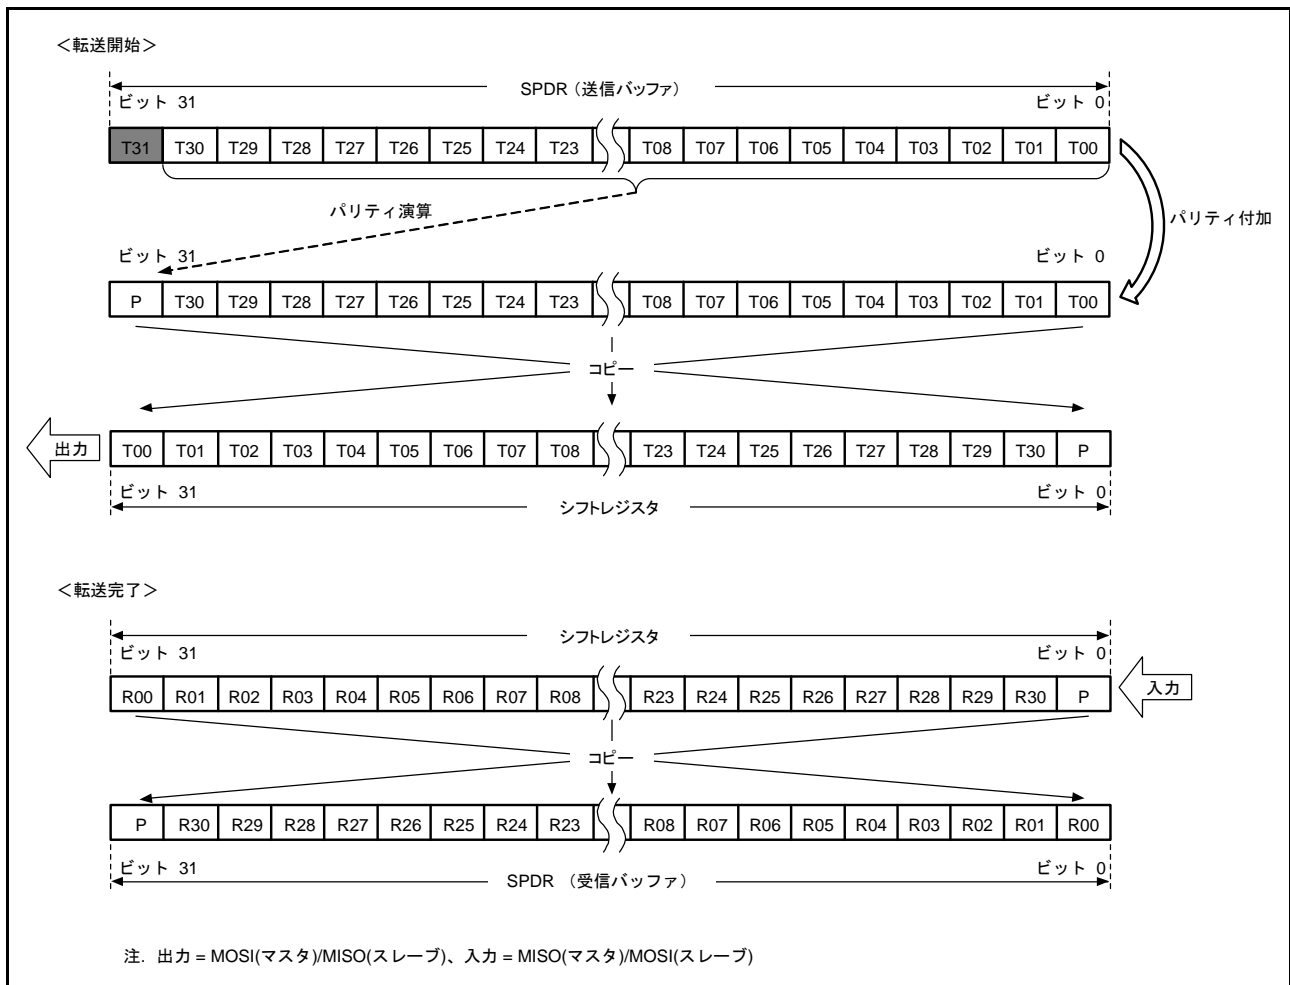 ＜転送開始＞
SPDR（送信バッファ）
ビット 31 ビット 0
T31 T30 T29 T28 T27 T26 T25 T24 T23 T08 T07 T06 T05 T04 T03 T02 T01 T00
パリティ演算
パリティ付加
ビット 31 ビット 0
P T30 T29 T28 T27 T26 T25 T24 T23 T08 T07 T06 T05 T04 T03 T02 T01 T00
コピー
出力 T00 T01 T02 T03 T04 T05 T06 T07 T08 T23 T24 T25 T26 T27 T28 T29 T30 P
ビット 31 ビット 0
シフトレジスタ
＜転送完了＞
シフトレジスタ
ビット 31 ビット 0
R00 R01 R02 R03 R04 R05 R06 R07 R08 R23 R24 R25 R26 R27 R28 R29 R30 P 入力
コピー
P R30 R29 R28 R27 R26 R25 R24 R23 R08 R07 R06 R05 R04 R03 R02 R01 R00
ビット 31 ビット 0
SPDR （受信バッファ）
注. 出力 = MOSI(マスタ)/MISO(スレーブ)、入力 = MISO(マスタ)/MOSI(スレーブ)